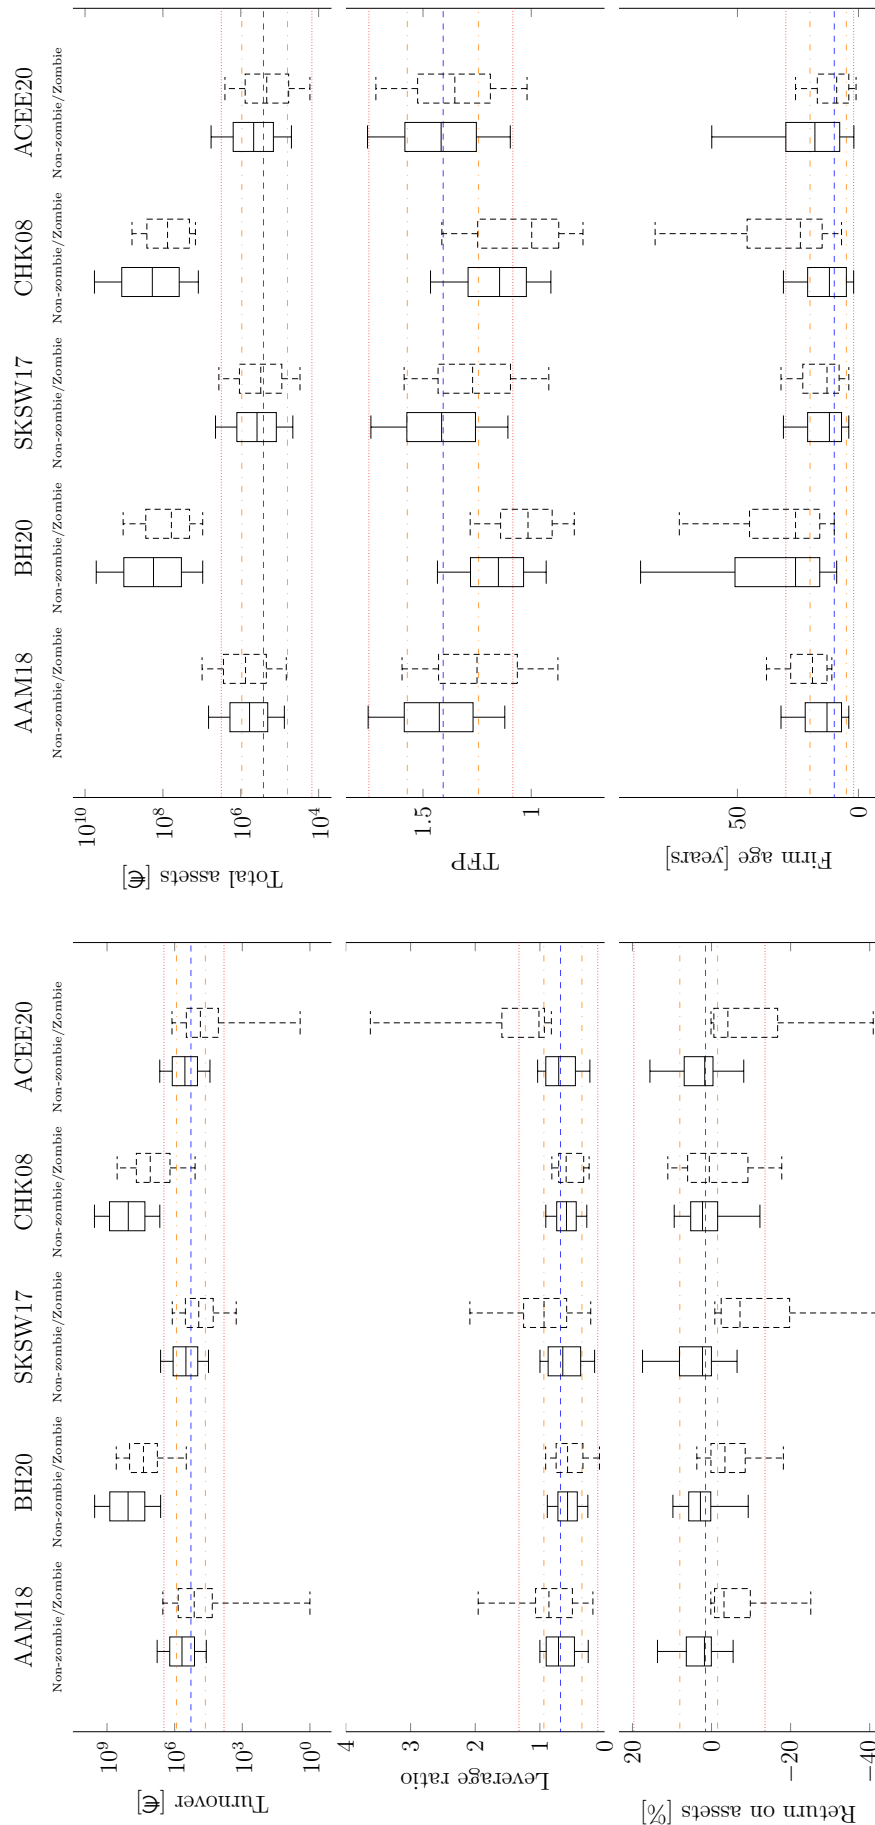 AAM18 BH20 SKSW17 CHK08 ACEE20
Non-zombie/Zombie Non-zombie/Zombie Non-zombie/Zombie Non-zombie/Zombie Non-zombie/Zombie
10^9
10^6
10^3
10^0
Turnover [€]
4
3
2
1
0
Leverage ratio
20
0
−20
−40
Return on assets [%]
AAM18 BH20 SKSW17 CHK08 ACEE20
Non-zombie/Zombie Non-zombie/Zombie Non-zombie/Zombie Non-zombie/Zombie Non-zombie/Zombie
10^10
10^8
10^6
10^4
Total assets [€]
1.5
1
TFP
50
0
Firm age [years]